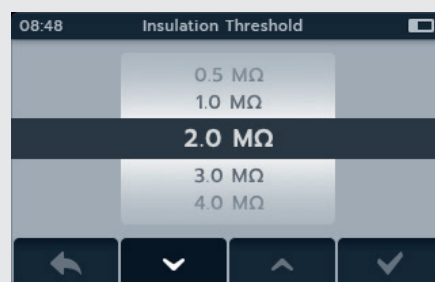 08:48 Insulation Threshold
0.5 MΩ
1.0 MΩ
2.0 MΩ
3.0 MΩ
4.0 MΩ